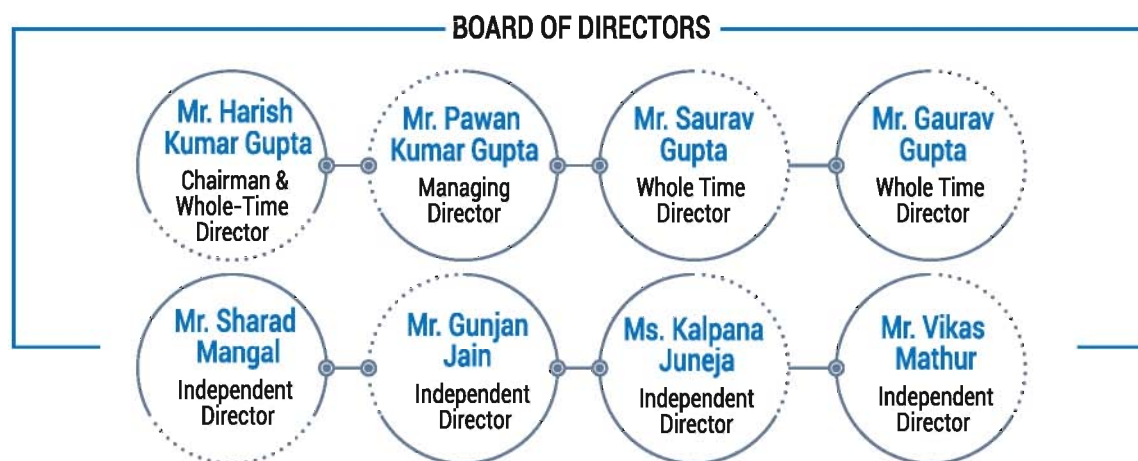 BOARD OF DIRECTORS
Mr. Harish
Kumar Gupta
Chairman &
Whole-Time
Director
Mr. Pawan
Kumar Gupta
Managing
Director
Mr. Saurav
Gupta
Whole Time
Director
Mr. Gaurav
Gupta
Whole Time
Director
Mr. Sharad
Mangal
Independent
Director
Mr. Gunjan
Jain
Independent
Director
Ms. Kalpana
Juneja
Independent
Director
Mr. Vikas
Mathur
Independent
Director